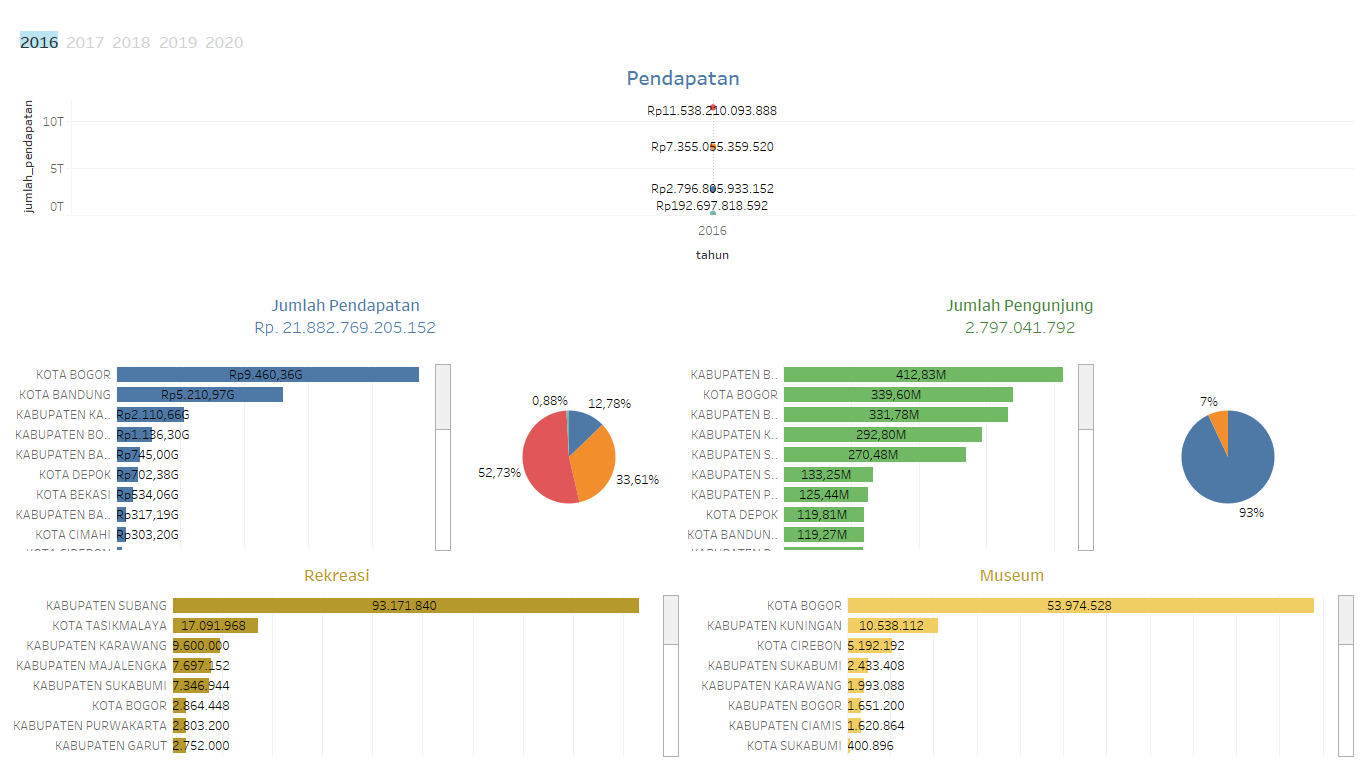 2016 2017 2018 2019 2020
Pendapatan
jumlah_pendapatan
10T
5T
0T
Rp11.538.210.093.888
Rp7.355.055.359.520
Rp192.697.818.592
2016
tahun
Jumlah Pendapatan
Rp. 21.882.769.205.152
KOTA BOGOR Rp9.460,36G
KOTA BANDUNG Rp5.210,97G
KABUPATEN KA.. Rp2.110,66G
KABUPATEN BO.. Rp1.136,30G
KABUPATEN BA.. Rp745,00G
KOTA DEPOK Rp702,38G
KOTA BEKASI Rp534,06G
KABUPATEN BA.. Rp317,19G
KOTA CIMAHI Rp303,20G
0,88%
12,78%
52,73%
33,61%
Jumlah Pengunjung
2.797.041.792
KABUPATEN B.. 412,83M
KOTA BOGOR 339,60M
KABUPATEN B.. 331,78M
KABUPATEN K.. 292,80M
KABUPATEN S.. 270,48M
KABUPATEN S.. 133,25M
KABUPATEN P.. 125,44M
KOTA DEPOK 119,81M
KOTA BANDUN.. 119,27M
7%
93%
Rekreasi
KABUPATEN SUBANG 93.171.840
KOTA TASIKMALAYA 17.091.968
KABUPATEN KARAWANG 9.600.000
KABUPATEN MAJALENGKA 7.697.152
KABUPATEN SUKABUMI 7.346.944
KOTA BOGOR 2.864.448
KABUPATEN PURWAKARTA 2.803.200
KABUPATEN GARUT 2.752.000
Museum
KOTA BOGOR 53.974.528
KABUPATEN KUNINGAN 10.538.112
KOTA CIREBON 5.192.192
KABUPATEN SUKABUMI 2.433.408
KABUPATEN KARAWANG 1.993.088
KABUPATEN BOGOR 1.651.200
KABUPATEN CIAMIS 1.620.864
KOTA SUKABUMI 400.896